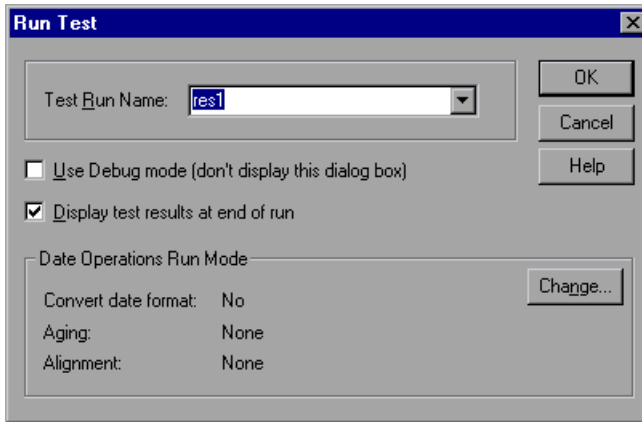 Run Test
Test Run Name: res1
OK
Cancel
Help
Use Debug mode (don't display this dialog box)
Display test results at end of run
Date Operations Run Mode
Change...
Convert date format: No
Aging: None
Alignment: None